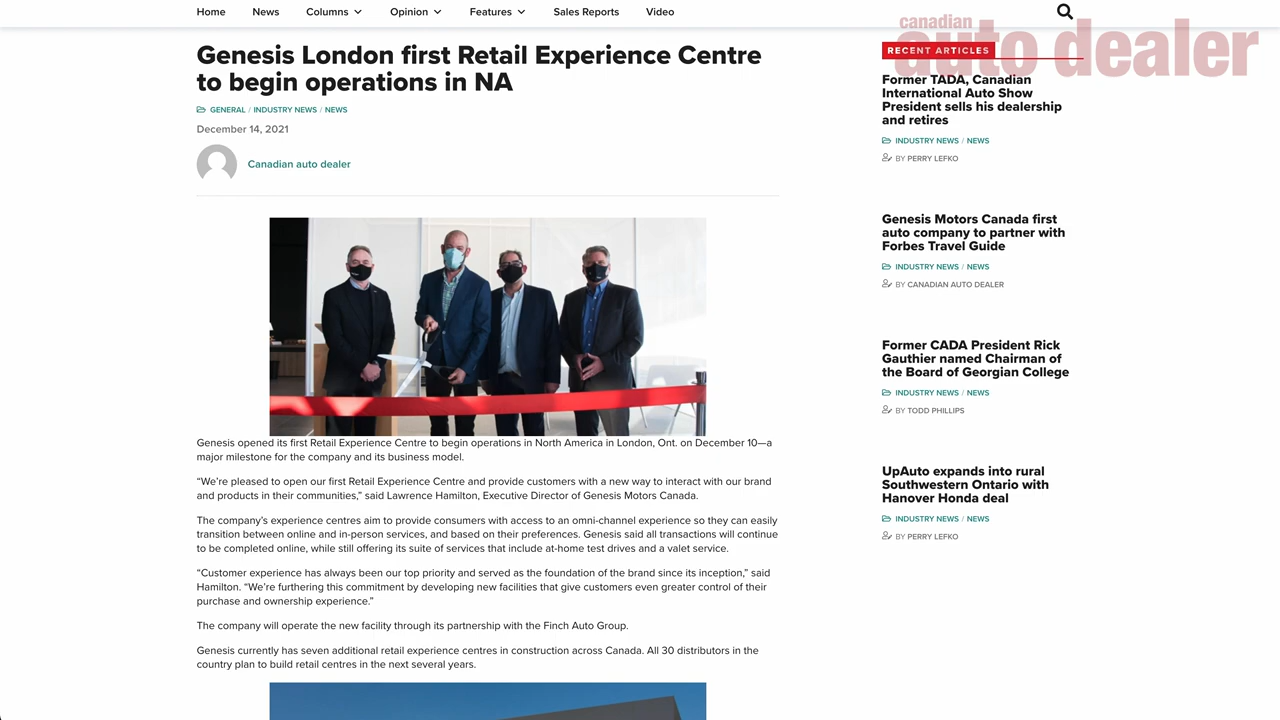 Home News Columns Opinion Features Sales Reports Video
canadian
auto dealer
Genesis London first Retail Experience Centre
to begin operations in NA
GENERAL / INDUSTRY NEWS / NEWS
December 14, 2021
Canadian auto dealer
Genesis opened its first Retail Experience Centre to begin operations in North America in London, Ont. on December 10—a
major milestone for the company and its business model.
“We’re pleased to open our first Retail Experience Centre and provide customers with a new way to interact with our brand
and products in their communities,” said Lawrence Hamilton, Executive Director of Genesis Motors Canada.
The company’s experience centres aim to provide consumers with access to an omni-channel experience so they can easily
transition between online and in-person services, and based on their preferences. Genesis said all transactions will continue
to be completed online, while still offering its suite of services that include at-home test drives and a valet service.
“Customer experience has always been our top priority and served as the foundation of the brand since its inception,” said
Hamilton. “We’re furthering this commitment by developing new facilities that give customers even greater control of their
purchase and ownership experience.”
The company will operate the new facility through its partnership with the Finch Auto Group.
Genesis currently has seven additional retail experience centres in construction across Canada. All 30 distributors in the
country plan to build retail centres in the next several years.
RECENT ARTICLES
Former TADA, Canadian
International Auto Show
President sells his dealership
and retires
INDUSTRY NEWS / NEWS
BY PERRY LEFKO
Genesis Motors Canada first
auto company to partner with
Forbes Travel Guide
INDUSTRY NEWS / NEWS
BY CANADIAN AUTO DEALER
Former CADA President Rick
Gauthier named Chairman of
the Board of Georgian College
INDUSTRY NEWS / NEWS
BY TODD PHILLIPS
UpAuto expands into rural
Southwestern Ontario with
Hanover Honda deal
INDUSTRY NEWS / NEWS
BY PERRY LEFKO